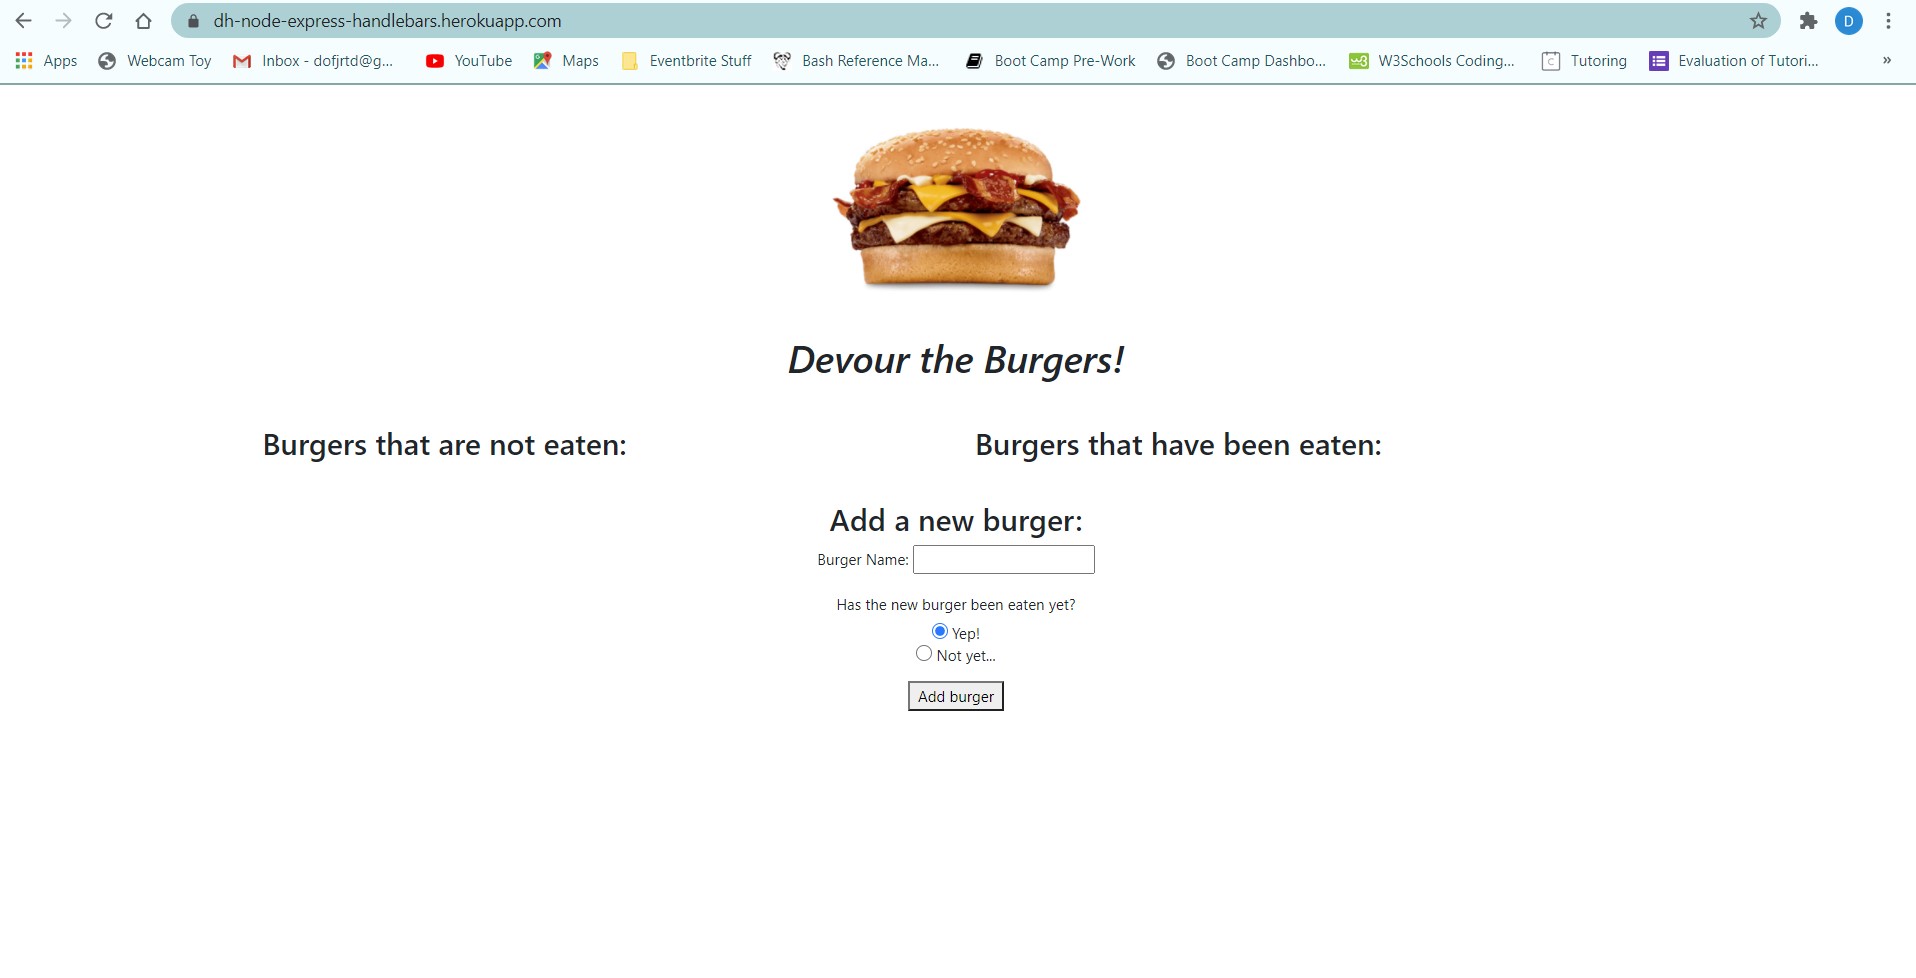 dh-node-express-handlebars.herokuapp.com
D
Apps Webcam Toy Inbox - dofjrtd@g... YouTube Maps Eventbrite Stuff Bash Reference Ma... Boot Camp Pre-Work Boot Camp Dashbo... W3Schools Coding... Tutoring Evaluation of Tutori... »
Devour the Burgers!
Burgers that are not eaten: Burgers that have been eaten:
Add a new burger:
Burger Name:
Has the new burger been eaten yet?
Yep!
Not yet...
Add burger